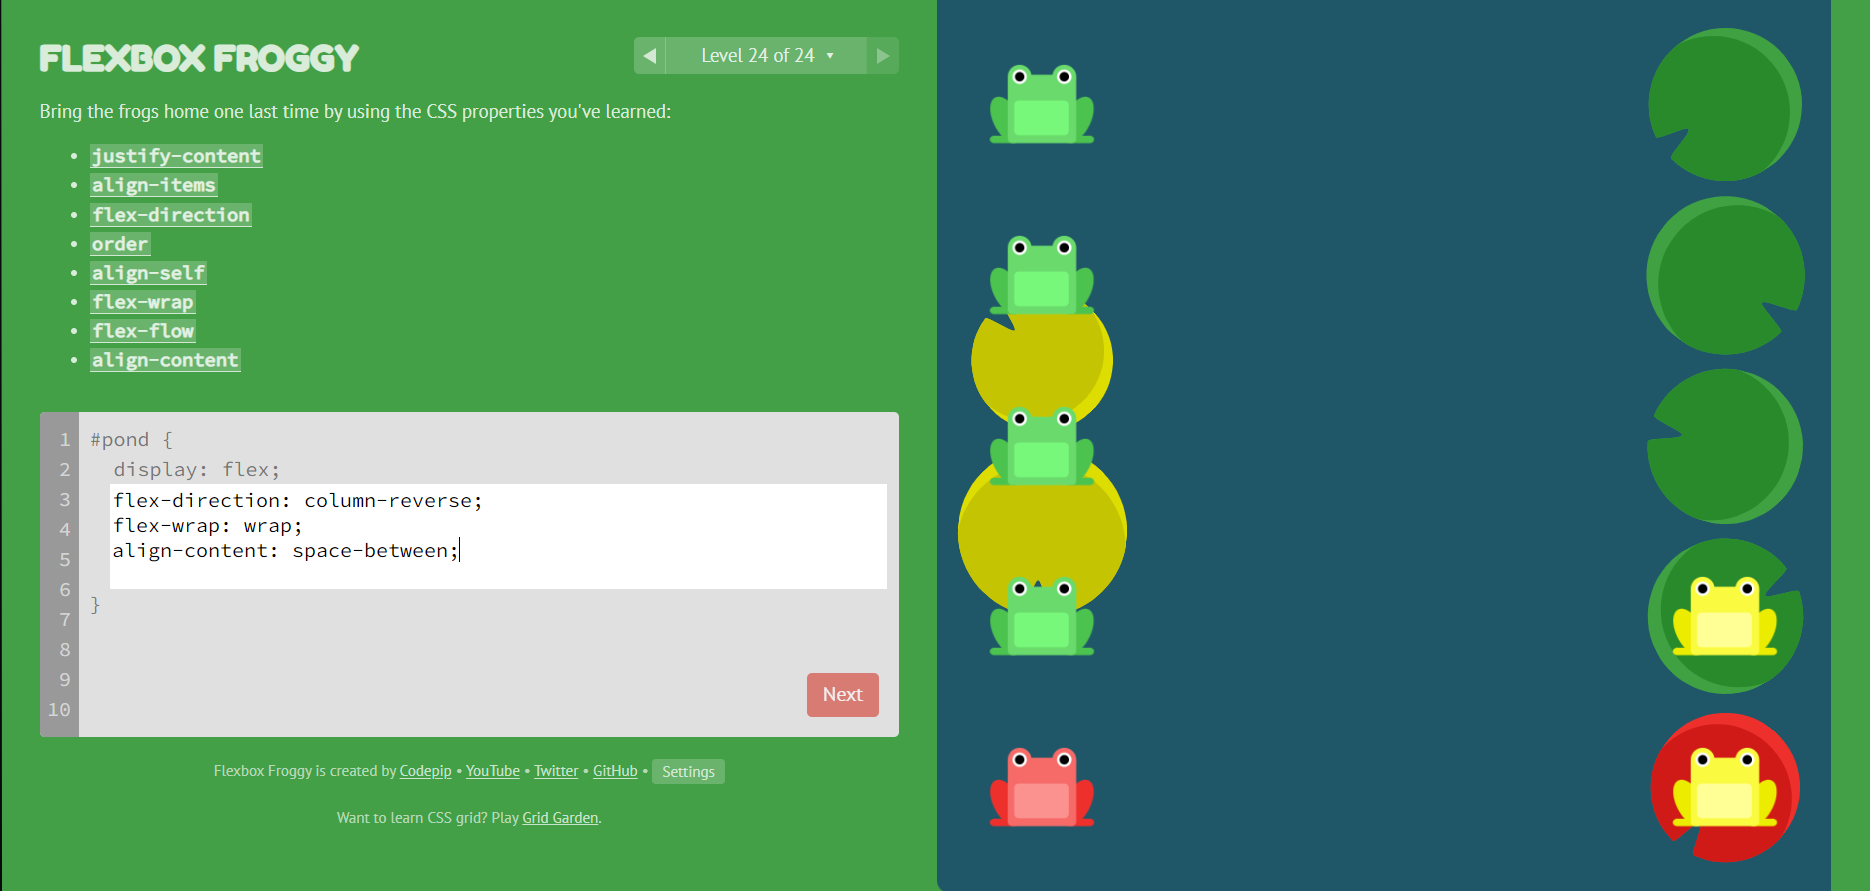 FLEXBOX FROGGY
Level 24 of 24
Bring the frogs home one last time by using the CSS properties you've learned:
• justify-content
• align-items
• flex-direction
• order
• align-self
• flex-wrap
• flex-flow
• align-content
1 #pond {
2 display: flex;
3 flex-direction: column-reverse;
4 flex-wrap: wrap;
5 align-content: space-between;
6 }
7
8
9
10
Next
Flexbox Froggy is created by Codepip • YouTube • Twitter • GitHub • Settings
Want to learn CSS grid? Play Grid Garden.